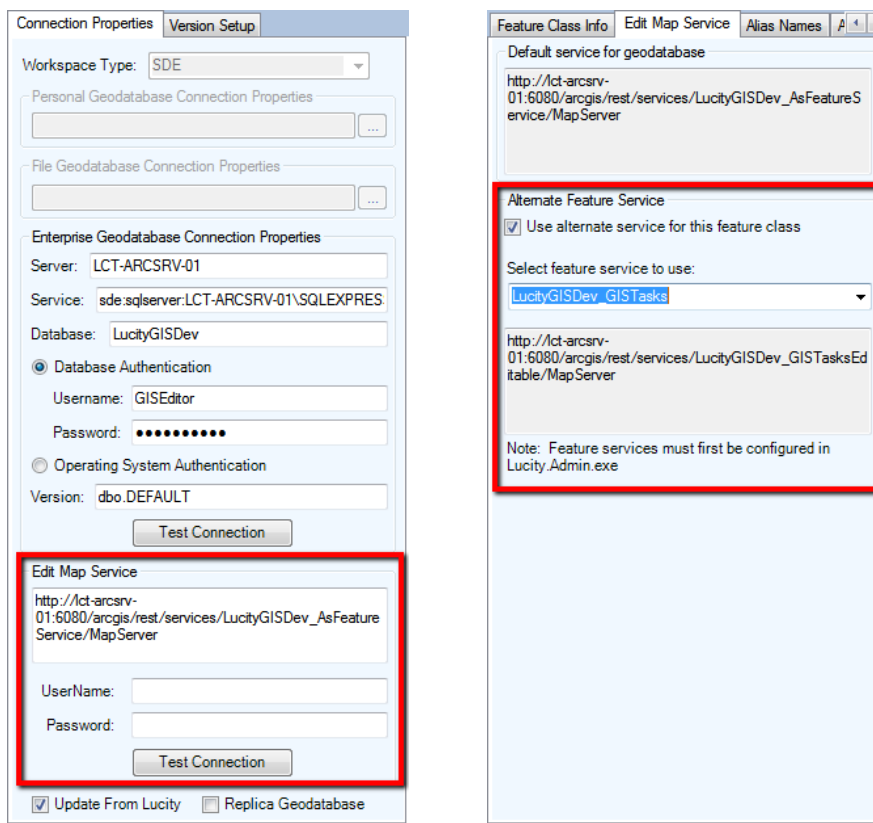 Connection Properties Version Setup
Workspace Type: SDE
Personal Geodatabase Connection Properties
...
File Geodatabase Connection Properties
...
Enterprise Geodatabase Connection Properties
Server: LCT-ARCSRV-01
Service: sde:sqlserver:LCT-ARCSRV-01\SQLEXPRES
Database: LucityGISDev
Database Authentication
Username: GISEditor
Password: ●●●●●●●●●●
Operating System Authentication
Version: dbo.DEFAULT
Test Connection
Edit Map Service
http://lct-arcsrv-
01:6080/arcgis/rest/services/LucityGISDev_AsFeature
Service/MapServer
UserName:
Password:
Test Connection
Update From Lucity Replica Geodatabase
Feature Class Info Edit Map Service Alias Names
Default service for geodatabase
http://lct-arcsrv-
01:6080/arcgis/rest/services/LucityGISDev_AsFeatureS
ervice/MapServer
Alternate Feature Service
Use alternate service for this feature class
Select feature service to use:
LucityGISDev_GISTasks
http://lct-arcsrv-
01:6080/arcgis/rest/services/LucityGISDev_GISTasksEd
itable/MapServer
Note: Feature services must first be configured in
Lucity.Admin.exe